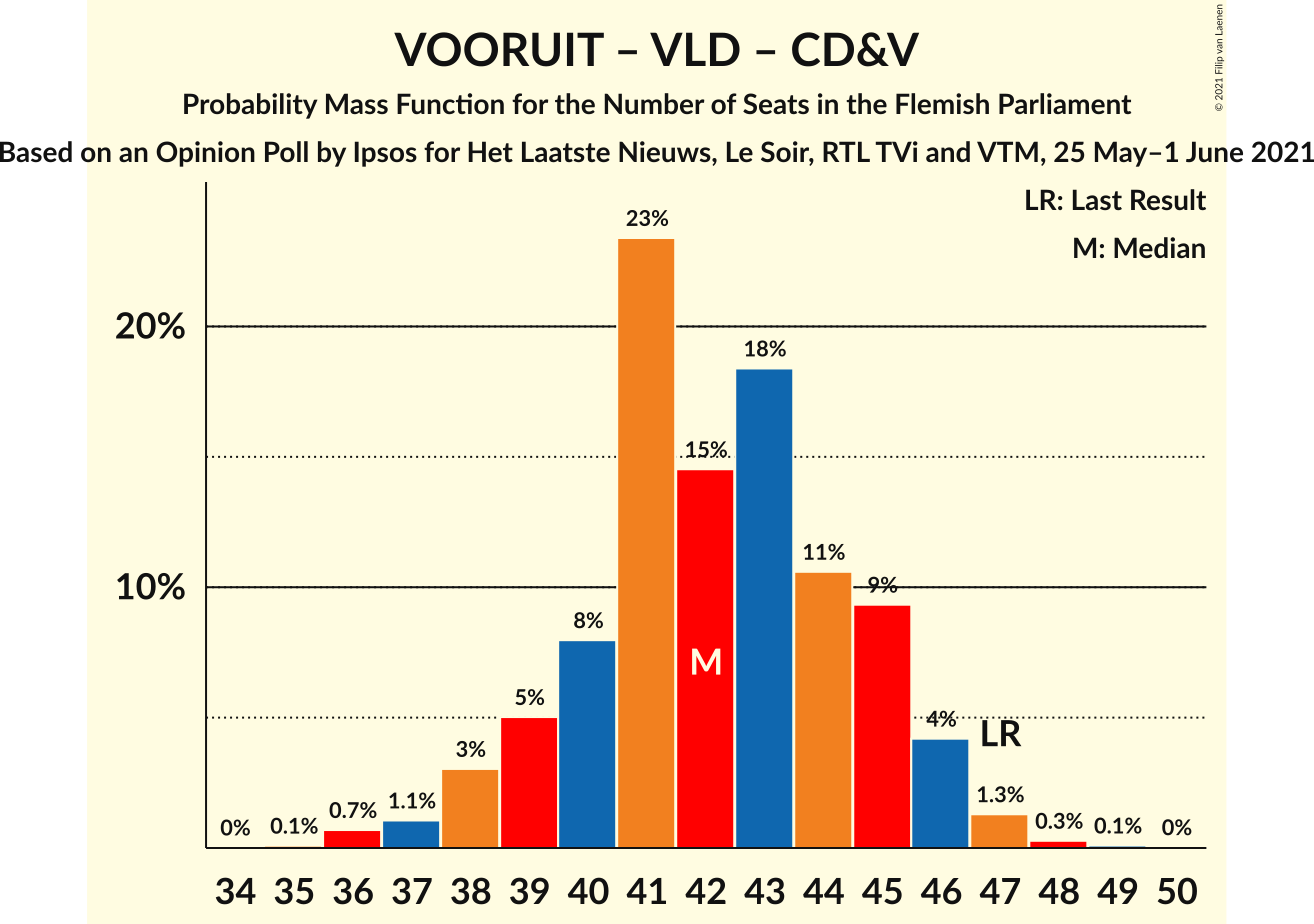 VOORUIT – VLD – CD&V
Probability Mass Function for the Number of Seats in the Flemish Parliament
Based on an Opinion Poll by Ipsos for Het Laatste Nieuws, Le Soir, RTL TVi and VTM, 25 May–1 June 2021
© 2021 Filip van Laenen
LR: Last Result
M: Median
23%
20%
18%
15%
11%
10%
9%
8%
M
5%
4%
LR
3%
1.3%
1.1%
0.7%
0.3%
0% 0.1% 0.1% 0%
34 35 36 37 38 39 40 41 42 43 44 45 46 47 48 49 50